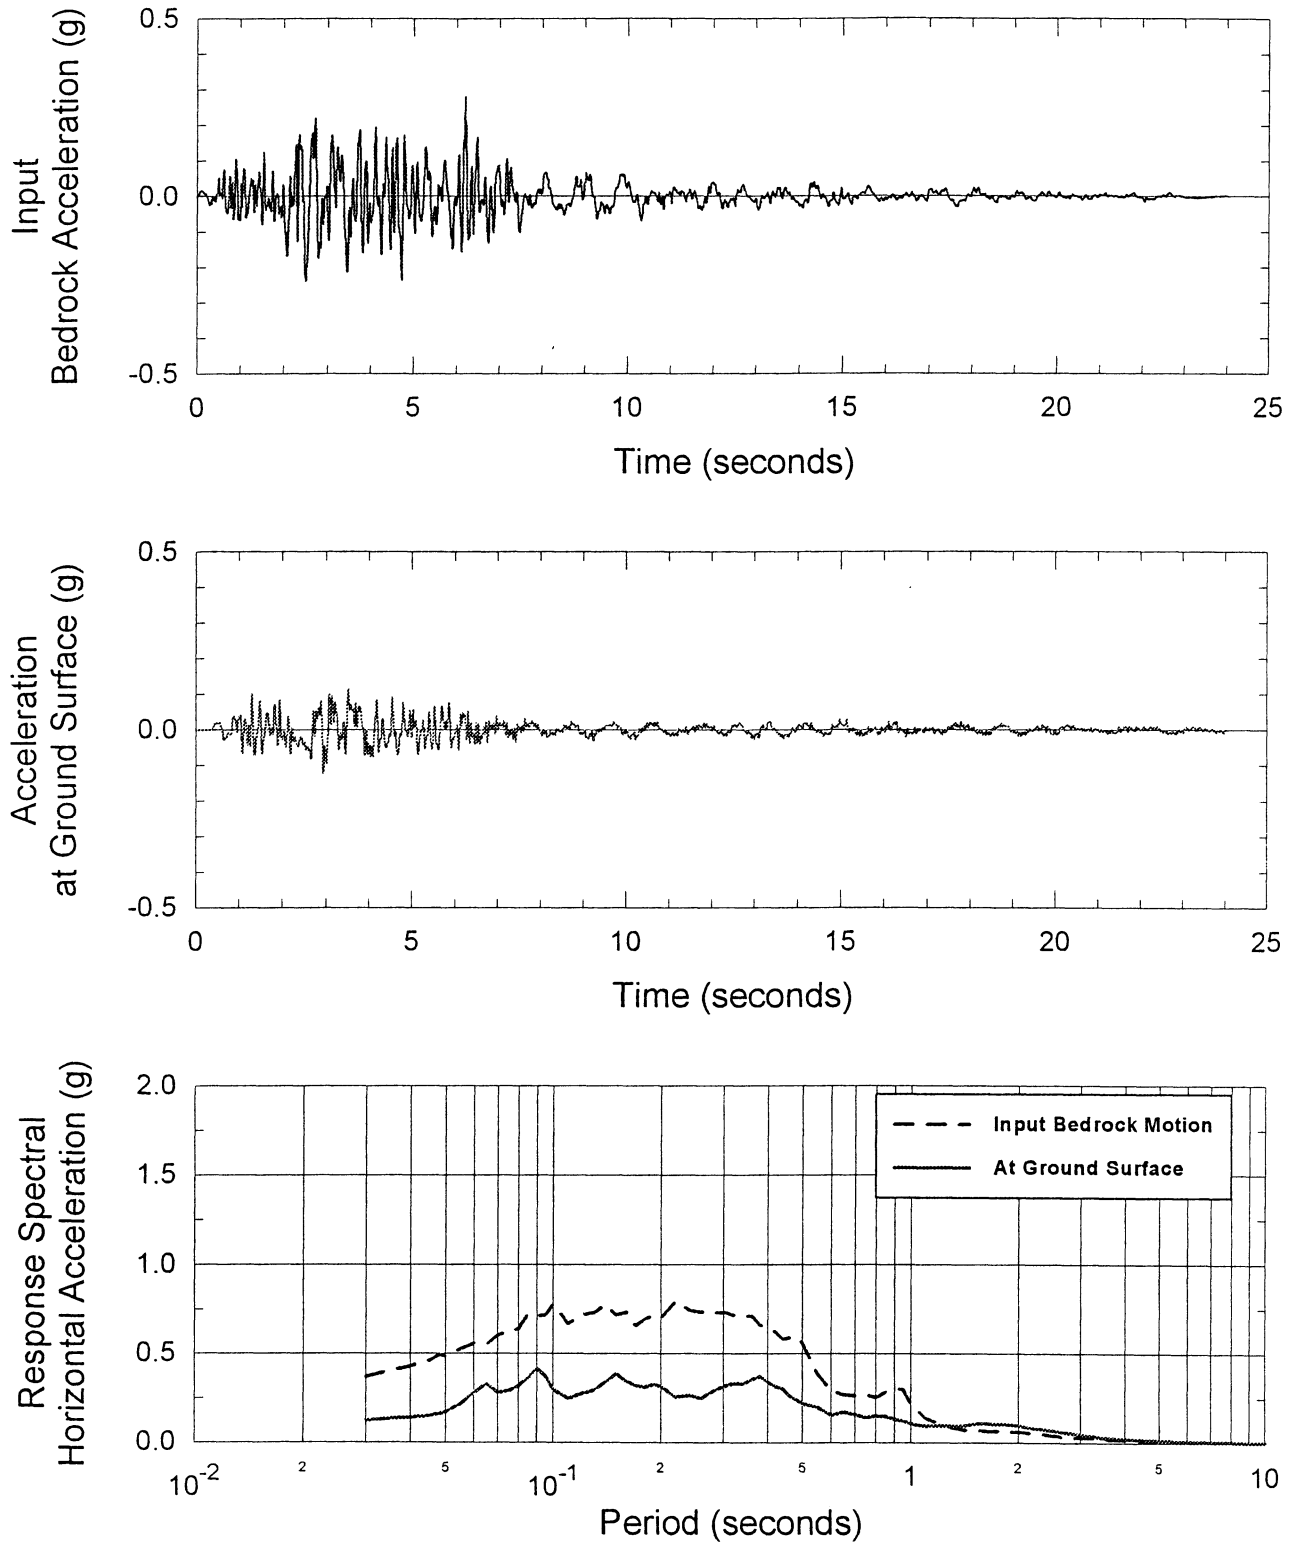 Input
Bedrock Acceleration (g)
0.5
0.0
-0.5
0 5 10 15 20 25
Time (seconds)
Acceleration
at Ground Surface (g)
0.5
0.0
-0.5
0 5 10 15 20 25
Time (seconds)
Response Spectral
Horizontal Acceleration (g)
2.0
1.5
1.0
0.5
0.0
Input Bedrock Motion
At Ground Surface
10-2 2 5 10-1 2 5 1 2 5 10
Period (seconds)